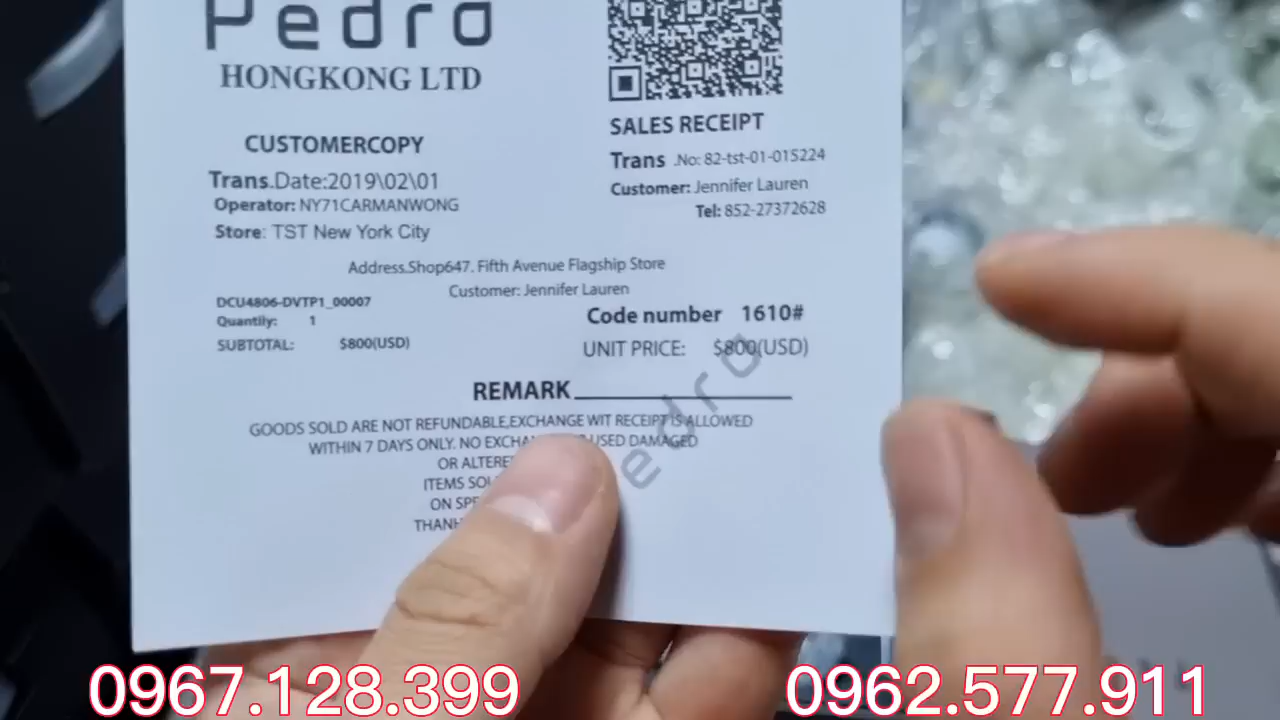 Pedro
HONGKONG LTD
CUSTOMERCOPY
Trans.Date:2019\02\01
Operator: NY71CARMANWONG
Store: TST New York City
SALES RECEIPT
Trans .No: 82-tst-01-015224
Customer: Jennifer Lauren
Tel: 852-27372628
Address.Shop647. Fifth Avenue Flagship Store
Customer: Jennifer Lauren
DCU4806-DVTP1_00007
Quantily: 1
SUBTOTAL: $800(USD)
Code number 1610#
UNIT PRICE: $800(USD)
REMARK
GOODS SOLD ARE NOT REFUNDABLE,EXCHANGE WIT RECEIPT IS ALLOWED
WITHIN 7 DAYS ONLY. NO USED DAMAGED
OR
ITEMS
ON
edro
0967.128.399
0962.577.911